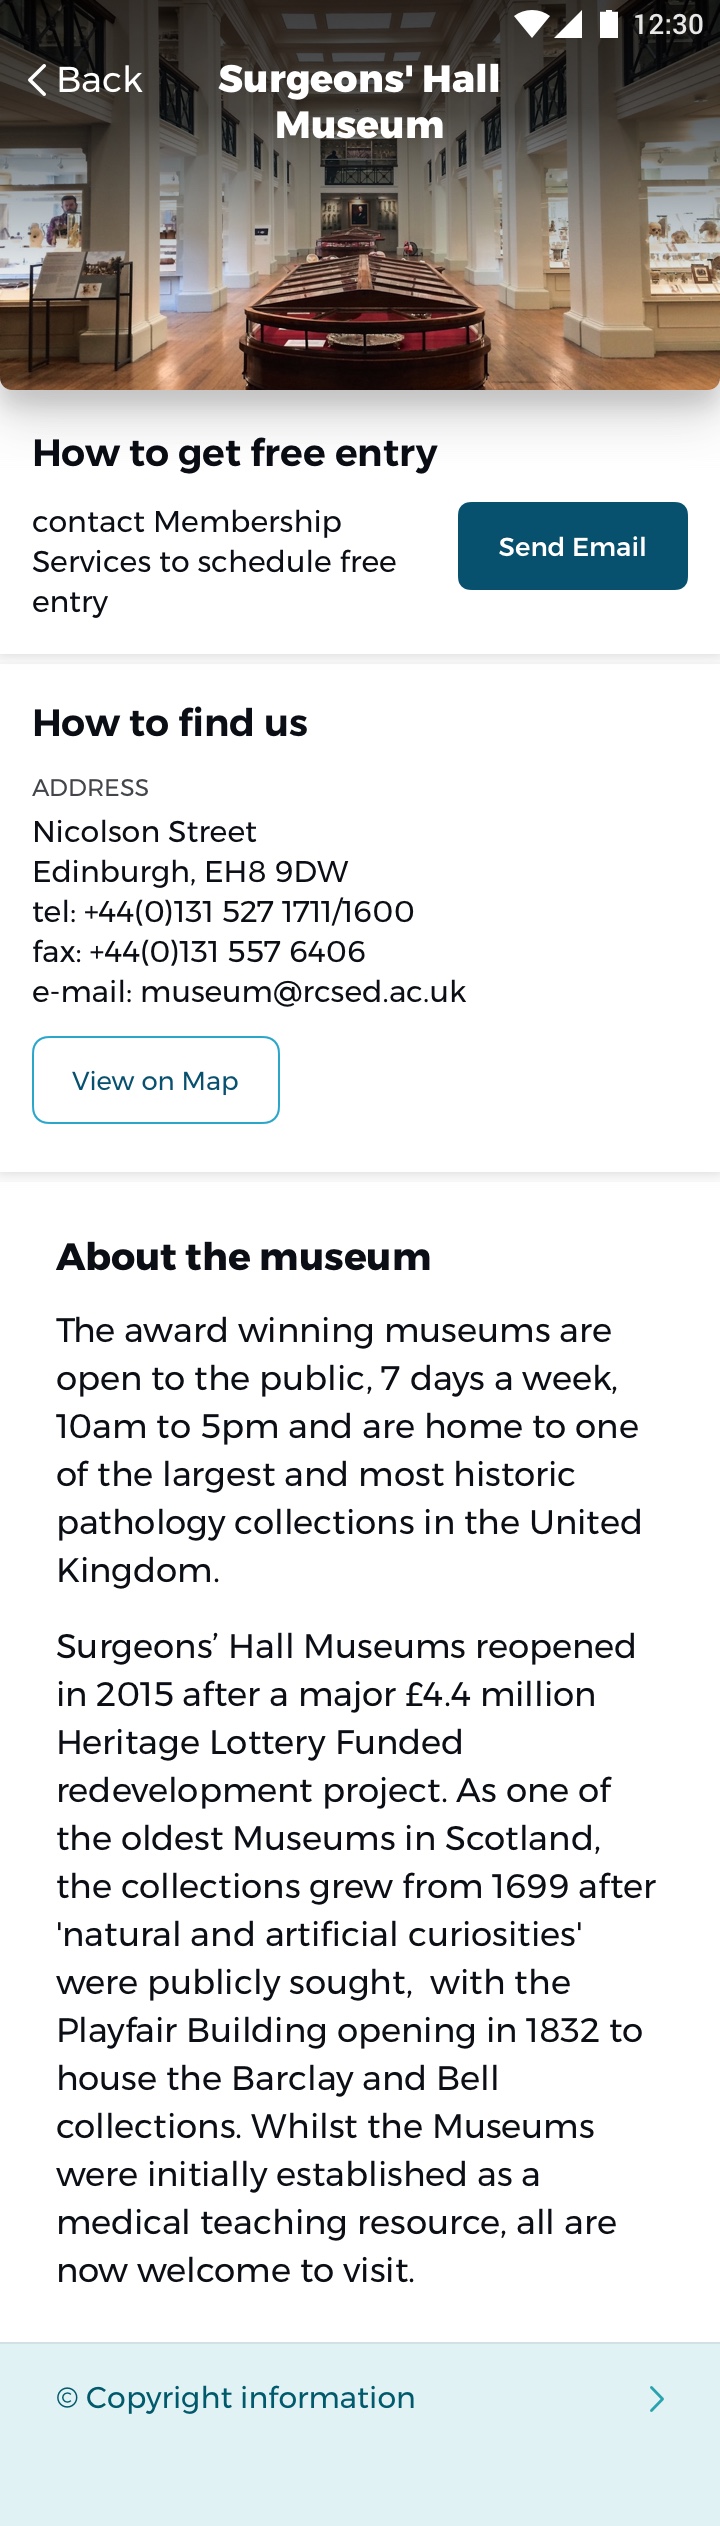 12:30
Back
Surgeons' Hall
Museum
How to get free entry
contact Membership
Services to schedule free
entry
Send Email
How to find us
ADDRESS
Nicolson Street
Edinburgh, EH8 9DW
tel: +44(0)131 527 1711/1600
fax: +44(0)131 557 6406
e-mail: museum@rcsed.ac.uk
View on Map
About the museum
The award winning museums are
open to the public, 7 days a week,
10am to 5pm and are home to one
of the largest and most historic
pathology collections in the United
Kingdom.
Surgeons’ Hall Museums reopened
in 2015 after a major £4.4 million
Heritage Lottery Funded
redevelopment project. As one of
the oldest Museums in Scotland,
the collections grew from 1699 after
'natural and artificial curiosities'
were publicly sought,  with the
Playfair Building opening in 1832 to
house the Barclay and Bell
collections. Whilst the Museums
were initially established as a
medical teaching resource, all are
now welcome to visit.
© Copyright information